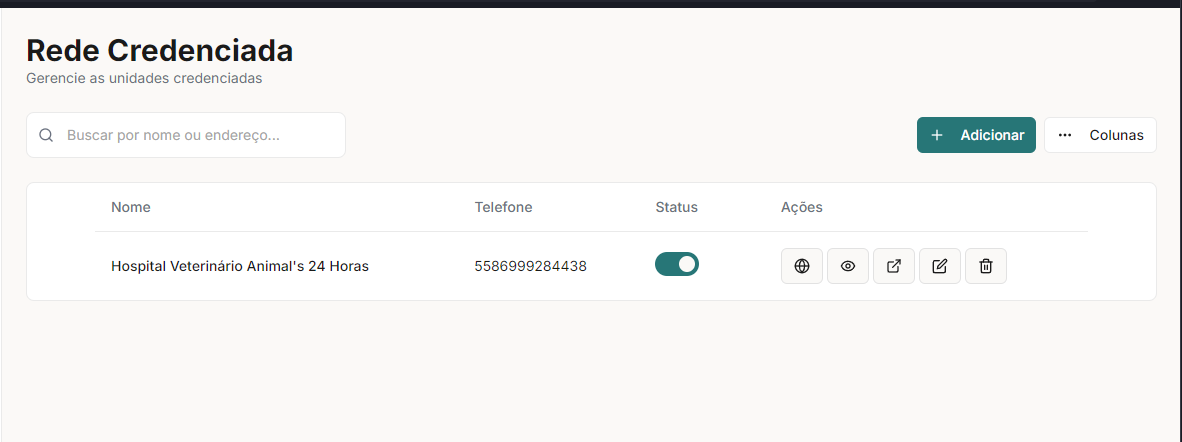 Rede Credenciada
Gerencie as unidades credenciadas
Buscar por nome ou endereço...
Adicionar
Colunas
Nome Telefone Status Ações
Hospital Veterinário Animal's 24 Horas 5586999284438